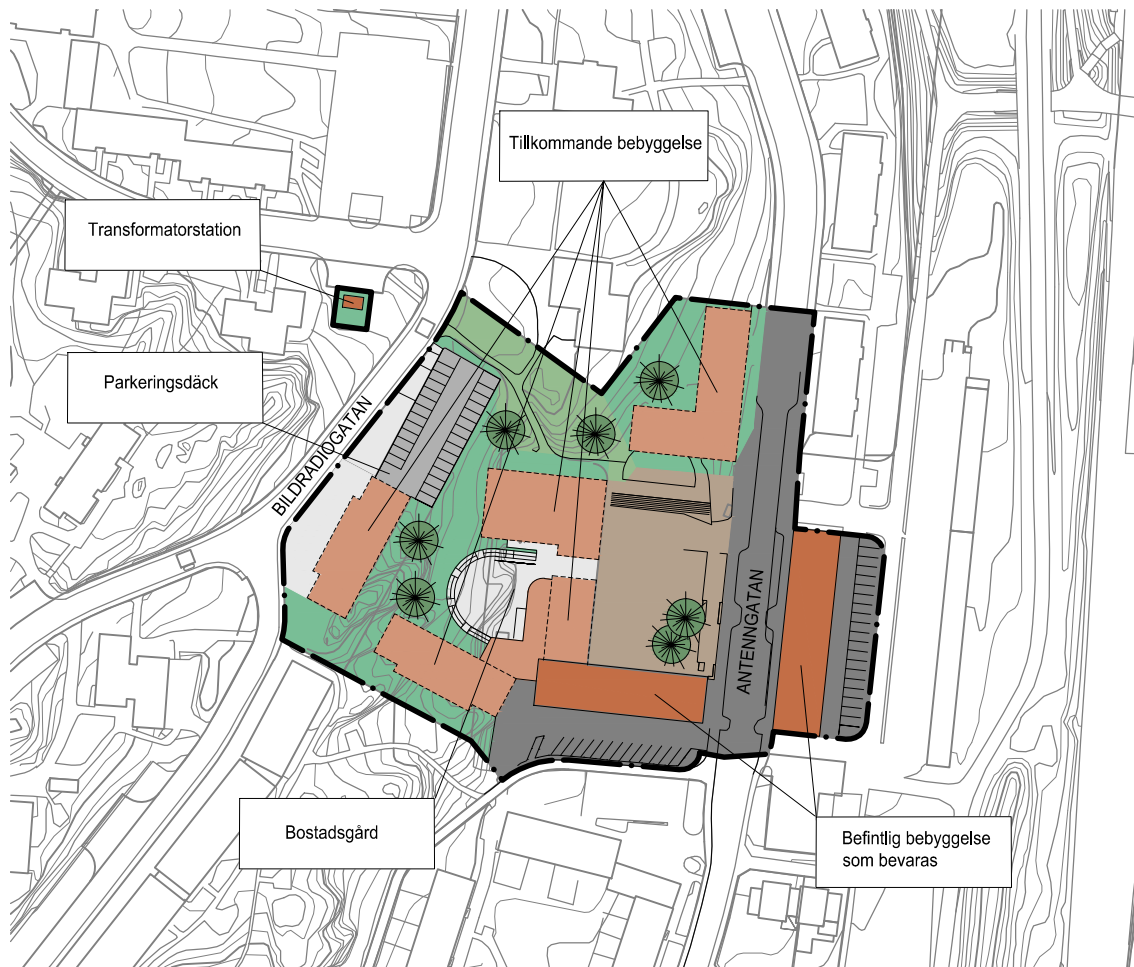 Tillkommande bebyggelse
Transformatorstation
Parkeringsdäck
BILDRADIOGATAN
ANTENNGATAN
Bostadsgård
Befintlig bebyggelse
som bevaras